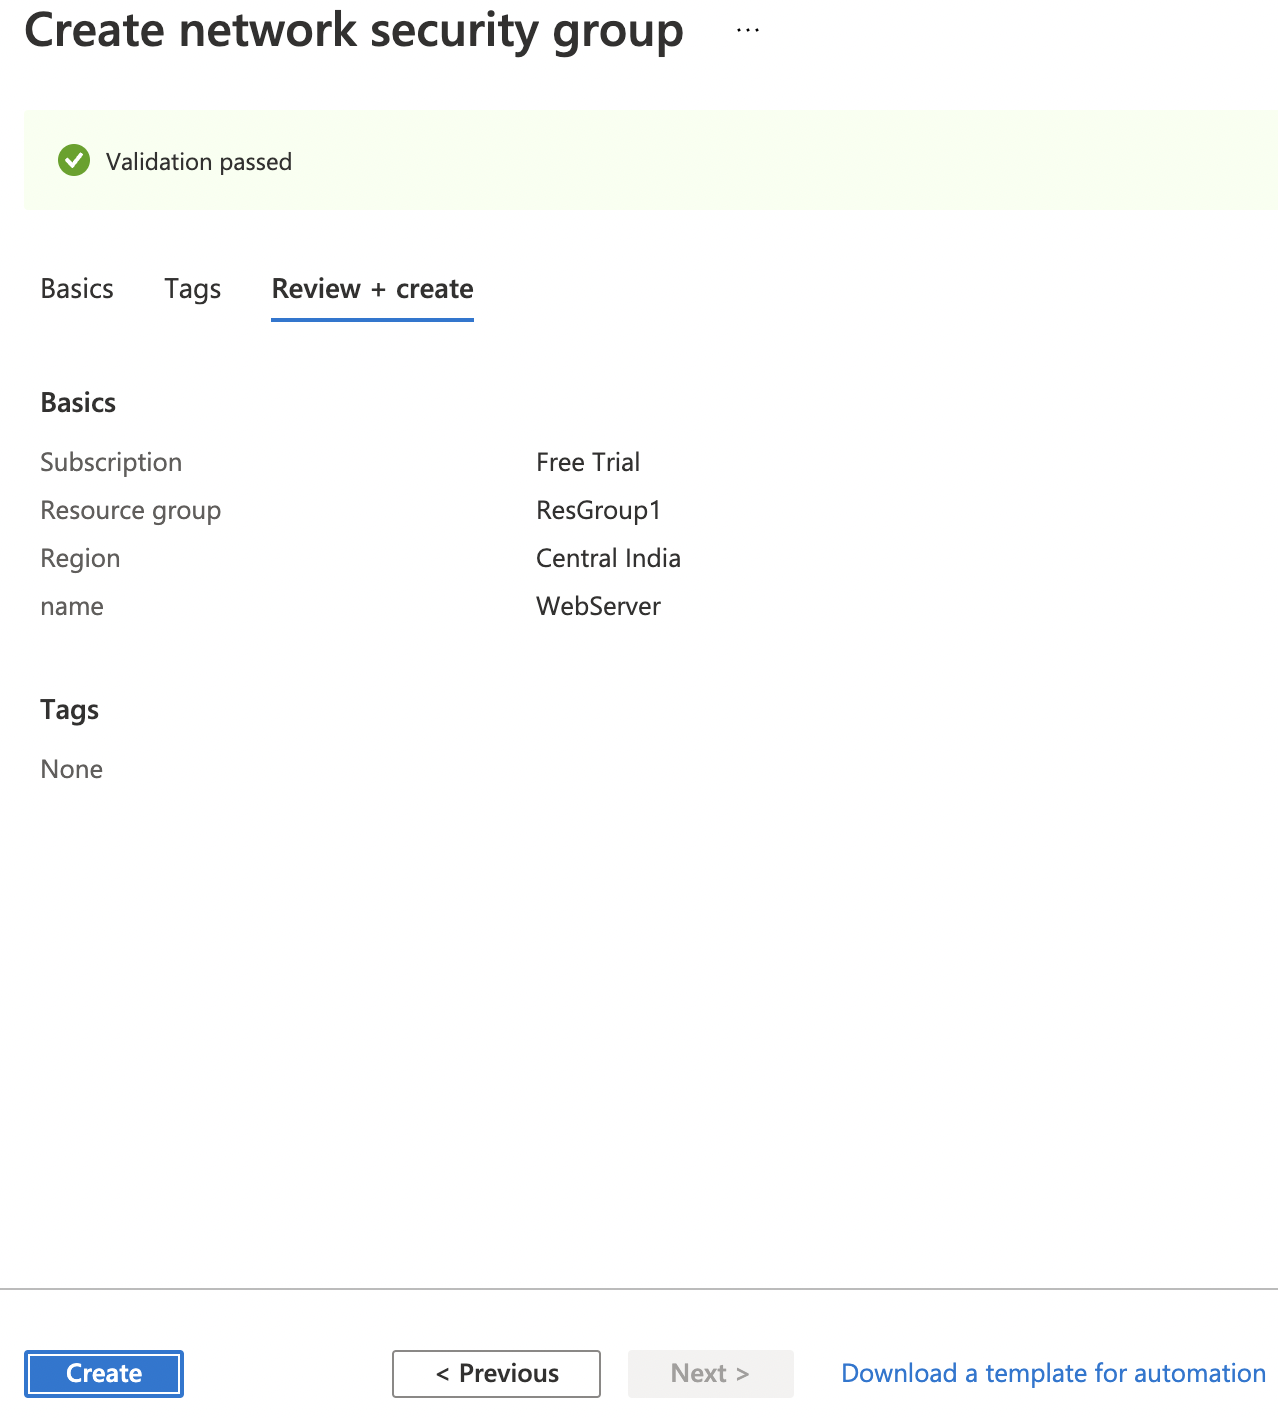 Create network security group ...
Validation passed
Basics Tags Review + create
Basics
Subscription Free Trial
Resource group ResGroup1
Region Central India
name WebServer
Tags
None
Create < Previous Next > Download a template for automation